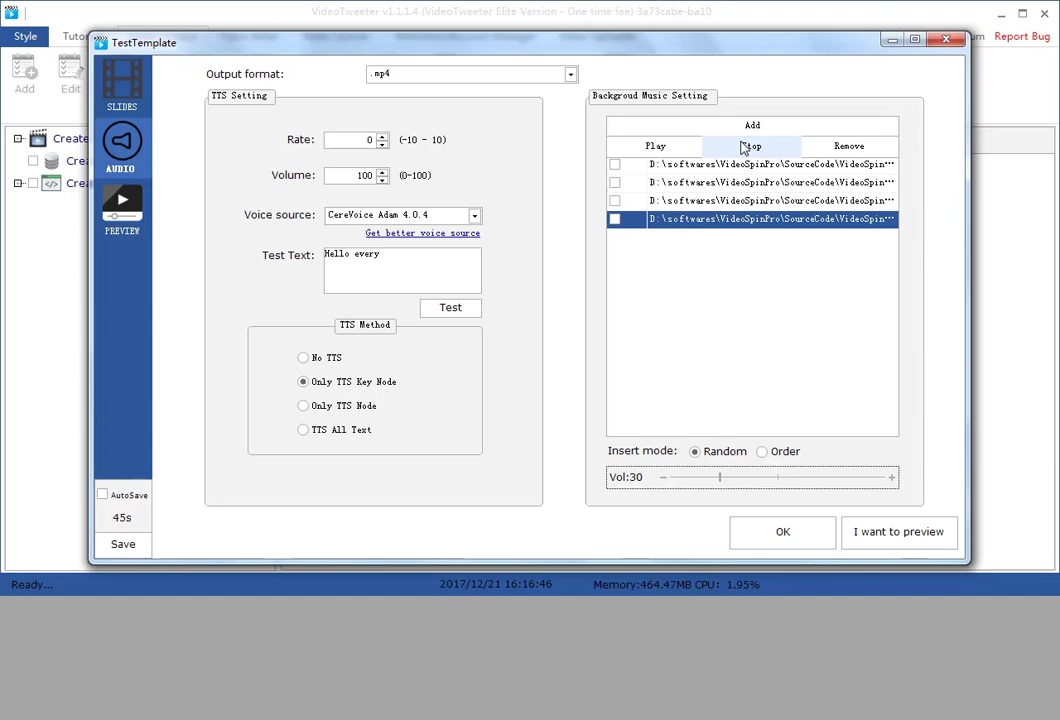 VideoTweeter v1.1.1.4 (VideoTweeter Elite Version - One time fee) 3a73cabe-ba19
Style
Report Bug
TestTemplate
Add
Edit
SLIDES
AUDIO
PREVIEW
AutoSave
45s
Save
Output format:
.mp4
TTS Setting
Rate:
0
(-10 - 10)
Volume:
100
(0-100)
Voice source:
CereVoice Adam 4.0.4
Get better voice source
Test Text:
Hello every
Test
TTS Method
No TTS
Only TTS Key Node
Only TTS Node
TTS All Text
Backgroud Music Setting
Add
Play
Stop
Remove
D:\softwares\VideoSpinPro\SourceCode\VideoSpin...
D:\softwares\VideoSpinPro\SourceCode\VideoSpin...
D:\softwares\VideoSpinPro\SourceCode\VideoSpin...
D:\softwares\VideoSpinPro\SourceCode\VideoSpin...
Insert mode:
Random
Order
Vol:30
OK
I want to preview
Ready...
2017/12/21 16:16:46
Memory:464.47MB CPU: 1.95%